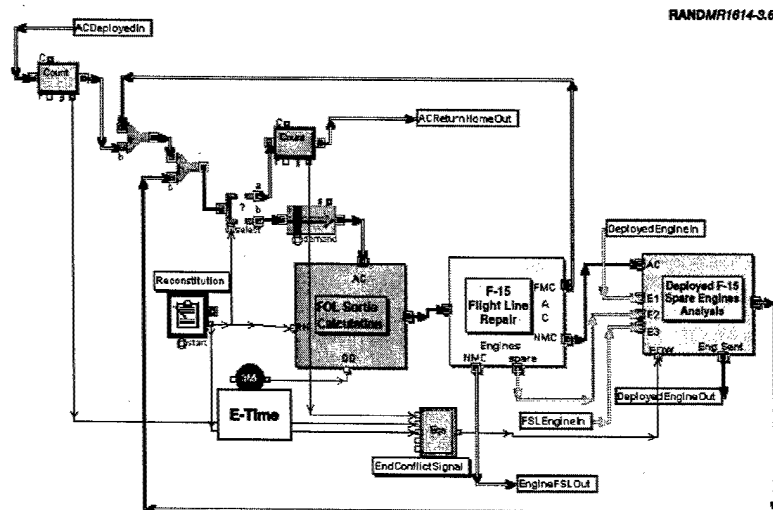 RANDMR1614-3.6
ACDeployedIn
Count
ACReturnHomeOut
Count
a
b
?
select
demand
DeployedEngineIn
Reconstitution
start
AC
FOL Sortie
Calculation
OD
F-15
Flight Line
Repair
FMC
A
C
NMC
Engines
NMC
spare
AC
E1
E2
E3
EOW
Deployed F-15
Spare Engines
Analysis
Eng Sent
E-Time
FSLEngineIn
DeployedEngineOut
EndConflictSignal
EngineFSLOut